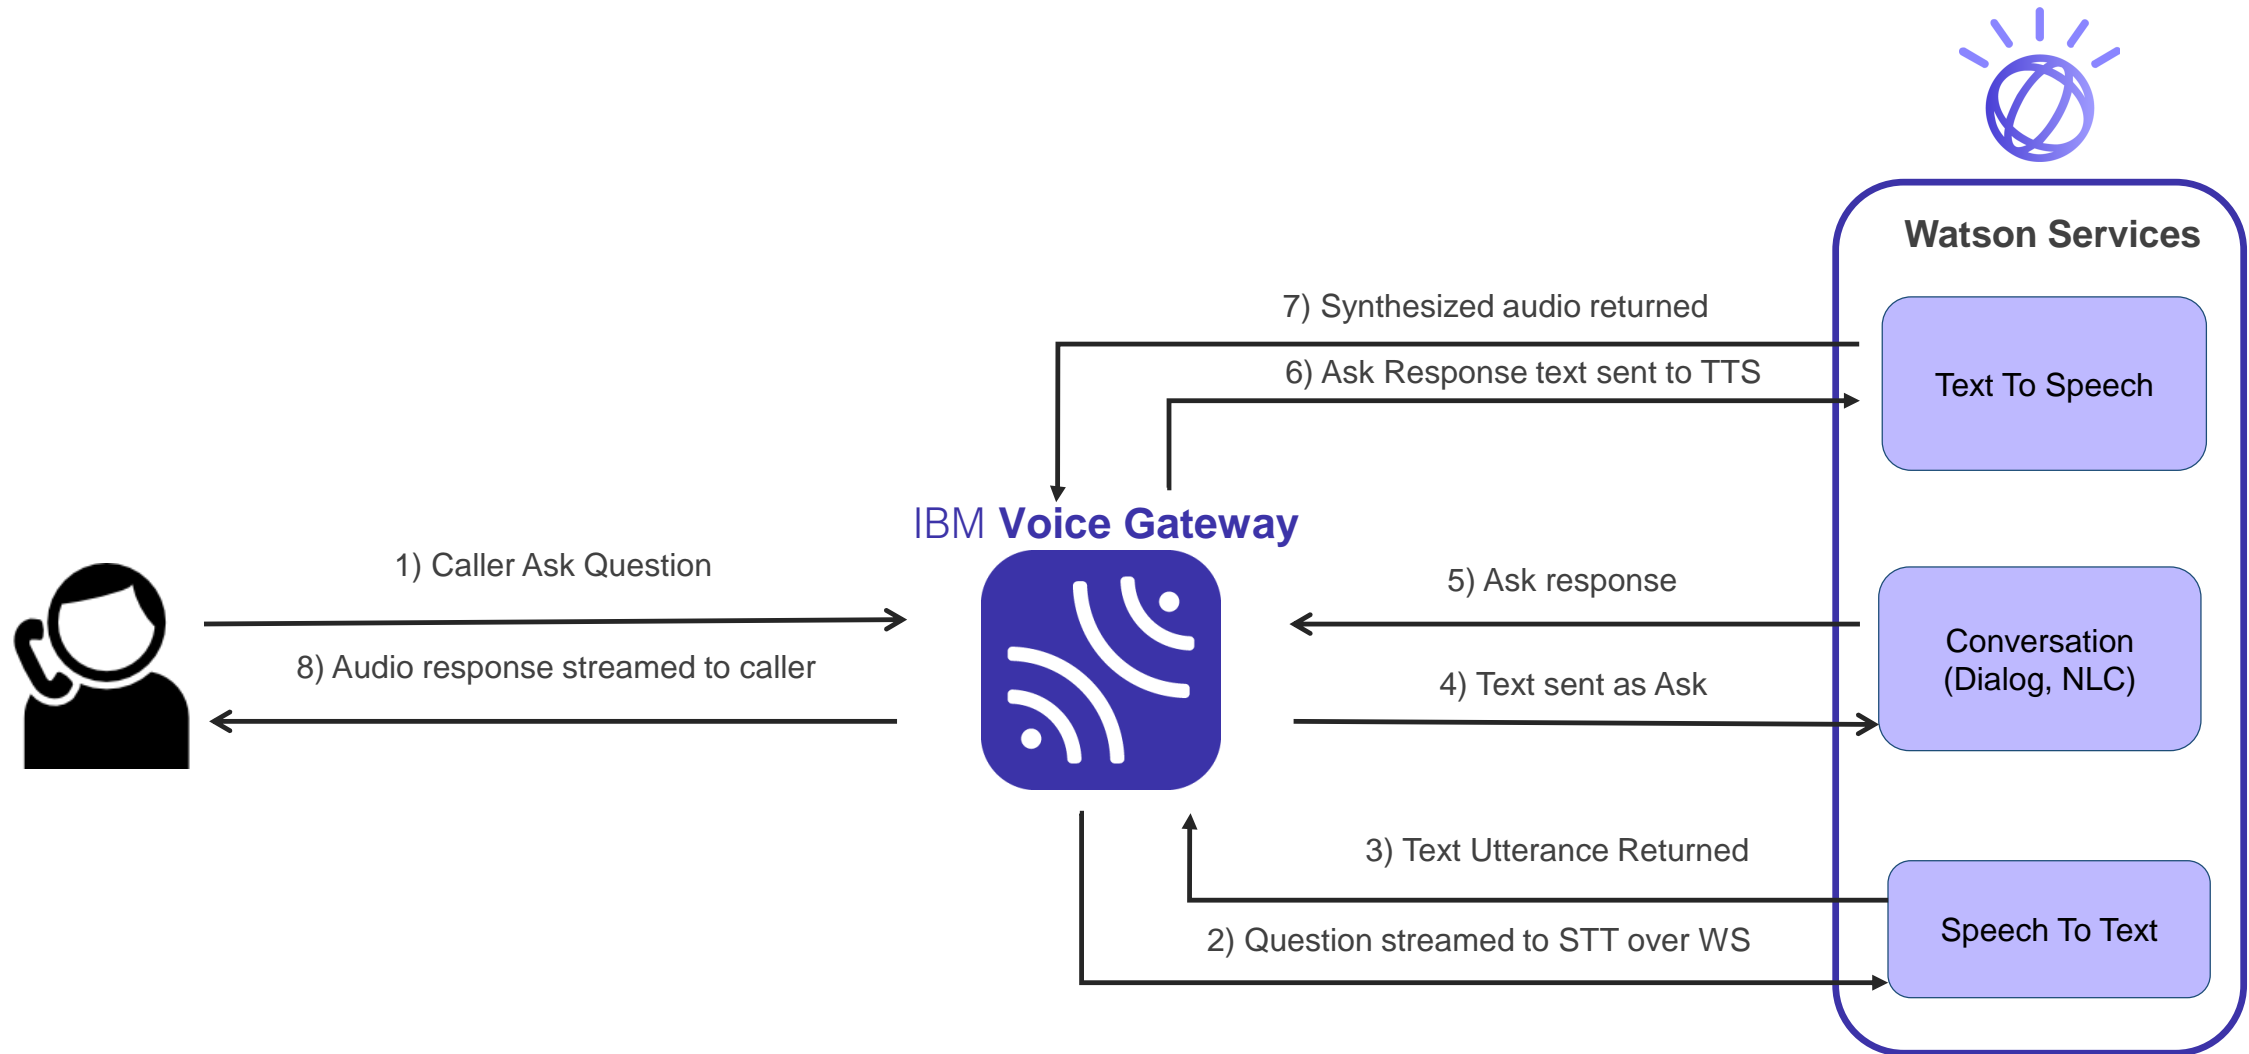 Watson Services
7) Synthesized audio returned
6) Ask Response text sent to TTS
Text To Speech
IBM Voice Gateway
1) Caller Ask Question
5) Ask response
8) Audio response streamed to caller
4) Text sent as Ask
Conversation
(Dialog, NLC)
3) Text Utterance Returned
2) Question streamed to STT over WS
Speech To Text